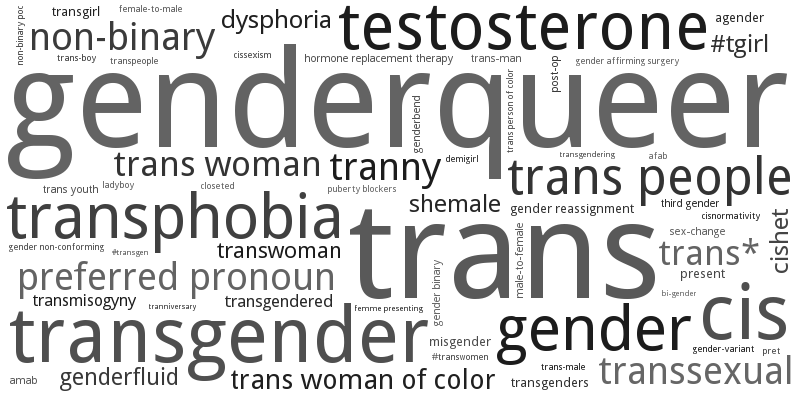 non-binary poc
transgirl
female-to-male
non-binary
dysphoria
testosterone
agender
#tgirl
trans-boy
transpeople
cissexism
hormone replacement therapy
trans-man
post-op
gender affirming surgery
genderqueer
genderbend
trans person of color
trans woman
tranny
demigirl
transgendering
afab
trans people
trans youth
ladyboy
closeted
puberty blockers
shemale
gender reassignment
third gender
cisnormativity
transphobia
trans
male-to-female
sex-change
cishet
gender non-conforming
#transgen
transwoman
trans*
preferred pronoun
gender binary
present
transmisogyny
tranniversary
transgendered
femme presenting
bi-gender
transgender
gender
cis
misgender
#transwomen
gender-variant
pret
amab
genderfluid
trans woman of color
trans-male
transgenders
transsexual